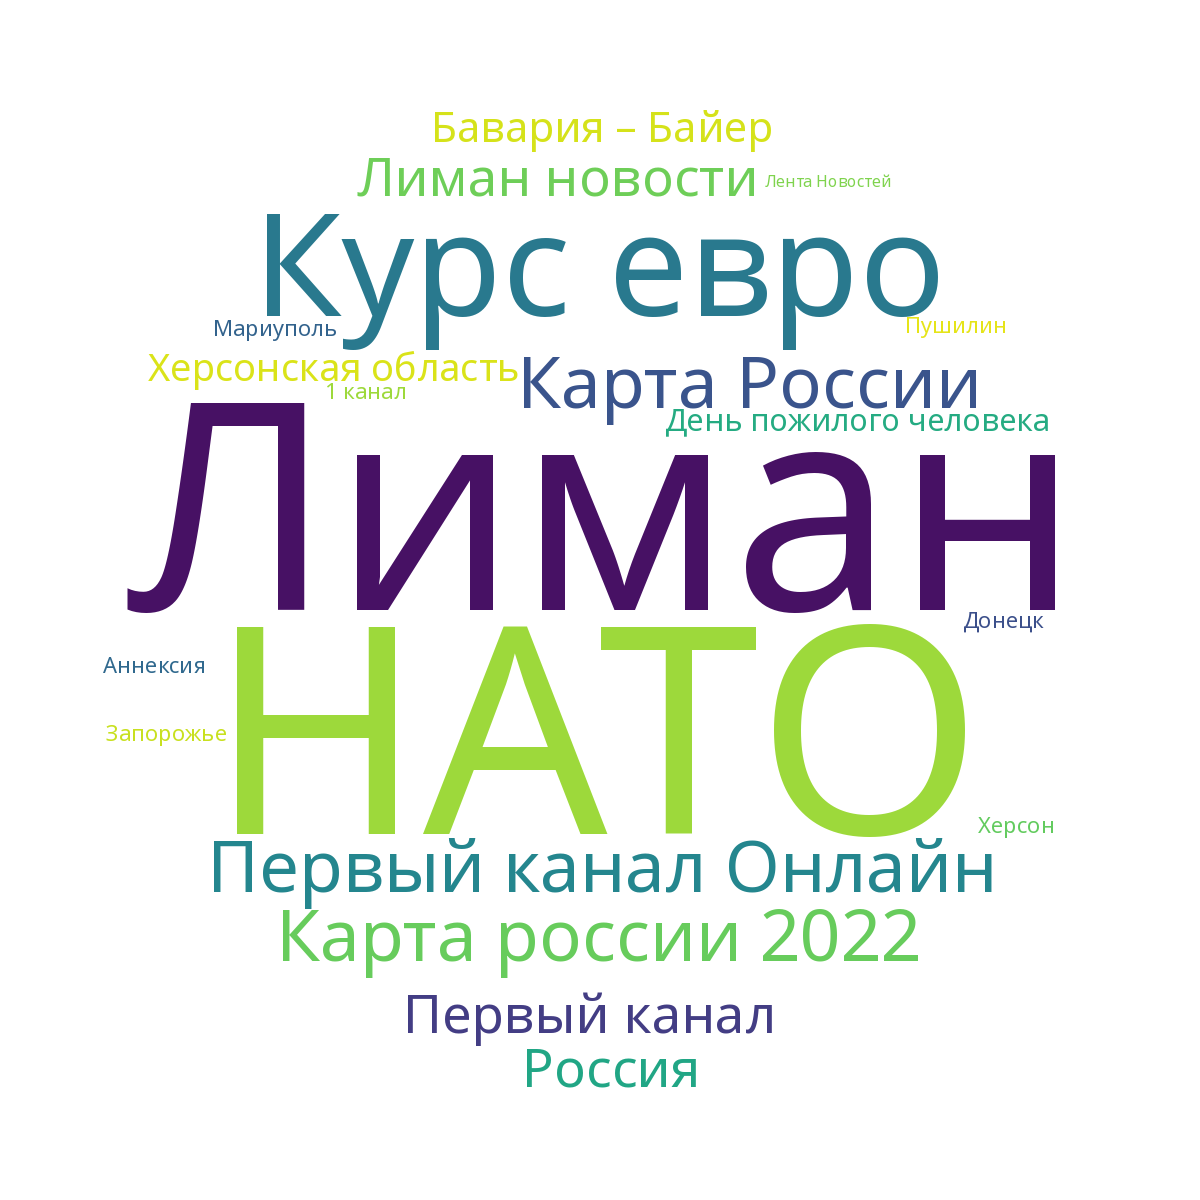 Бавария – Байер
Лиман новости
Лента Новостей
Курс евро
Мариуполь
Пушилин
Херсонская область
Карта России
1 канал
День пожилого человека
Лиман
НАТО
Донецк
Аннексия
Запорожье
Херсон
Первый канал Онлайн
Карта россии 2022
Первый канал
Россия